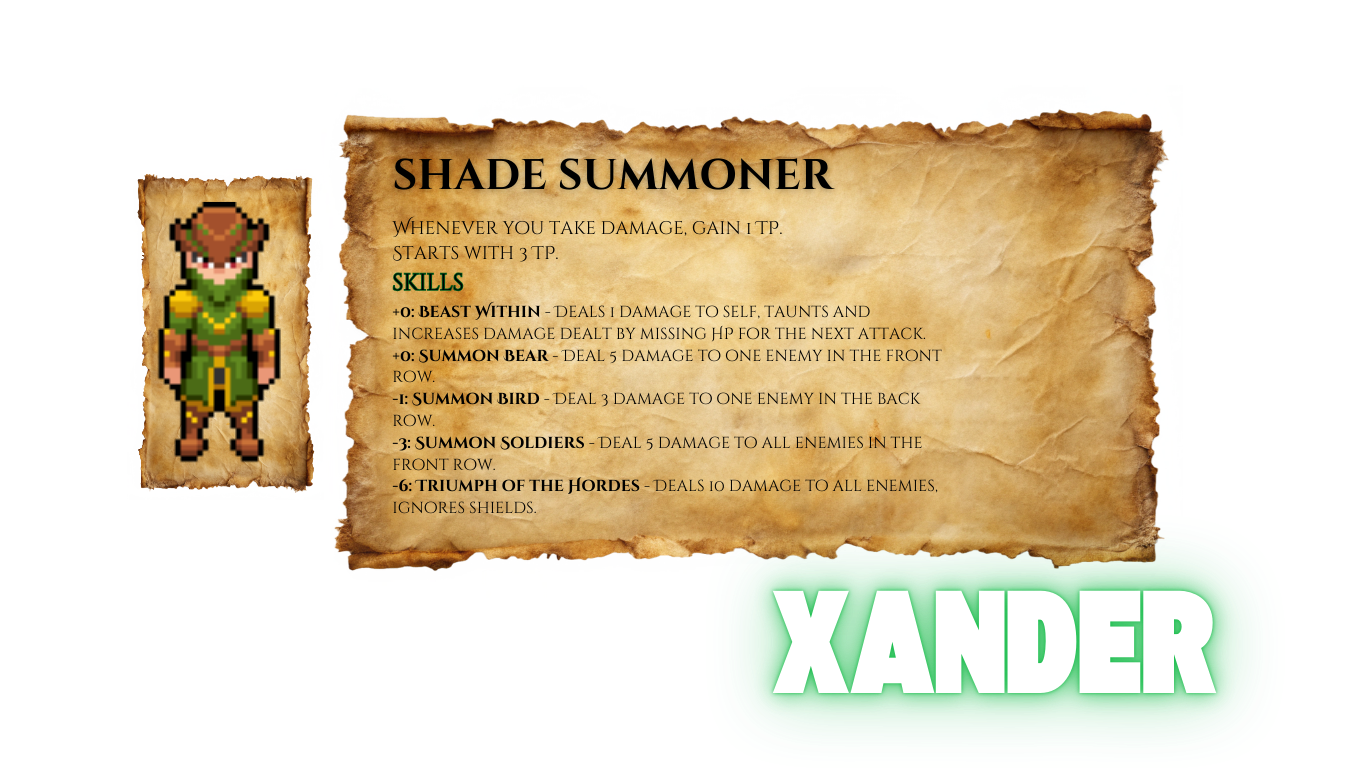 SHADE SUMMONER
WHENEVER YOU TAKE DAMAGE, GAIN 1 TP.
STARTS WITH 3 TP.
SKILLS
+0: BEAST WITHIN - DEALS 1 DAMAGE TO SELF, TAUNTS AND
INCREASES DAMAGE DEALT BY MISSING HP FOR THE NEXT ATTACK.
+0: SUMMON BEAR - DEAL 5 DAMAGE TO ONE ENEMY IN THE FRONT
ROW.
-1: SUMMON BIRD - DEAL 3 DAMAGE TO ONE ENEMY IN THE BACK
ROW.
-3: SUMMON SOLDIERS - DEAL 5 DAMAGE TO ALL ENEMIES IN THE
FRONT ROW.
-6: TRIUMPH OF THE HORDES - DEALS 10 DAMAGE TO ALL ENEMIES,
IGNORES SHIELDS.
XANDER